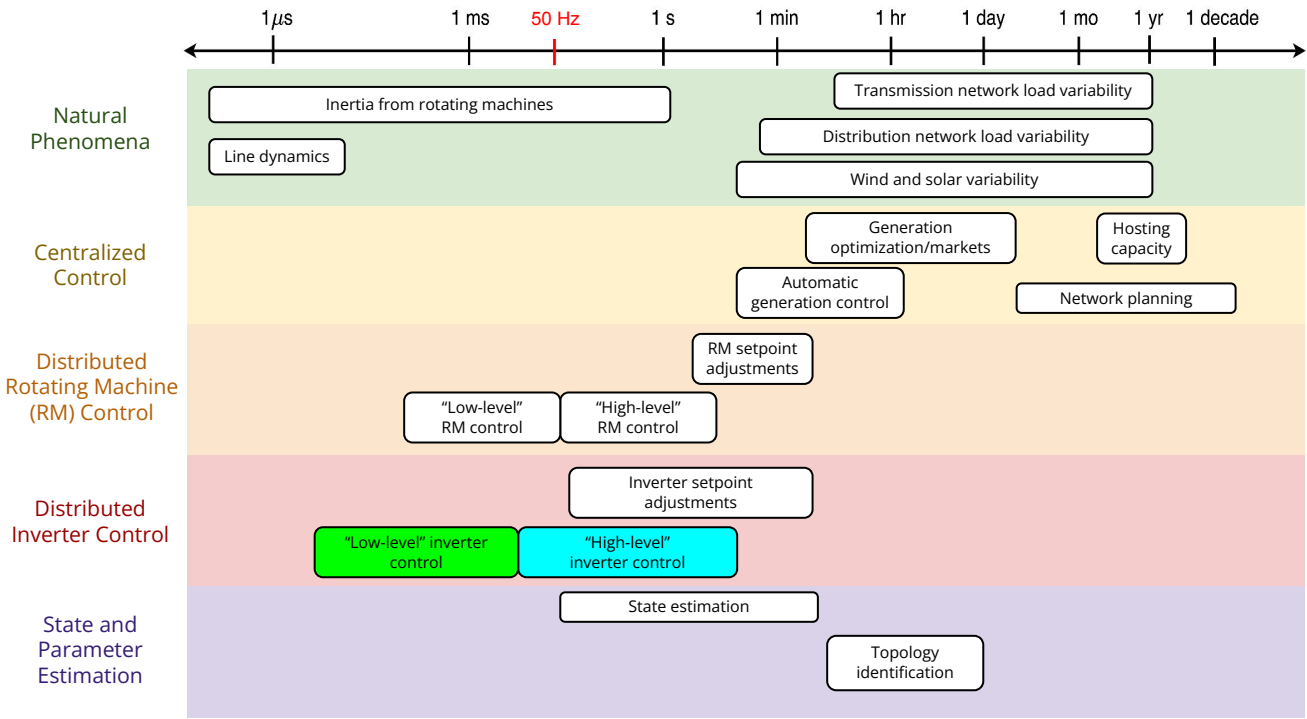 1 μs
1 ms
50 Hz
1 s
1 min
1 hr
1 day
1 mo
1 yr
1 decade
Natural
Phenomena
Inertia from rotating machines
Transmission network load variability
Line dynamics
Distribution network load variability
Wind and solar variability
Centralized
Control
Generation
optimization/markets
Hosting
capacity
Automatic
generation control
Network planning
Distributed
Rotating Machine
(RM) Control
RM setpoint
adjustments
“Low-level”
RM control
“High-level”
RM control
Distributed
Inverter Control
Inverter setpoint
adjustments
“Low-level” inverter
control
“High-level”
inverter control
State and
Parameter
Estimation
State estimation
Topology
identification